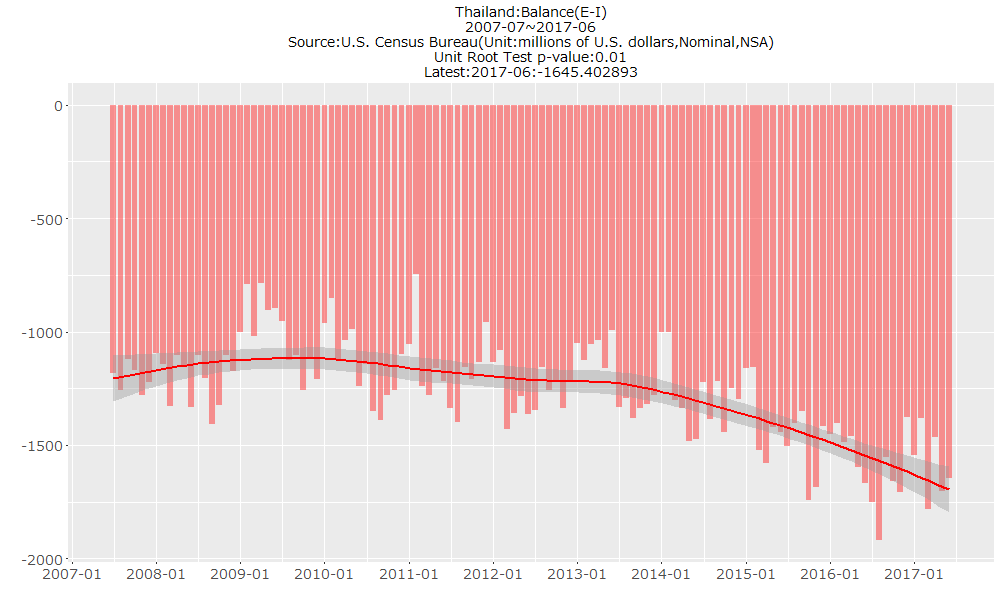 Thailand:Balance(E-I)
2007-07~2017-06
Source:U.S. Census Bureau(Unit:millions of U.S. dollars,Nominal,NSA)
Unit Root Test p-value:0.01
Latest:2017-06:-1645.402893
0
-500
-1000
-1500
-2000
2007-01 2008-01 2009-01 2010-01 2011-01 2012-01 2013-01 2014-01 2015-01 2016-01 2017-01